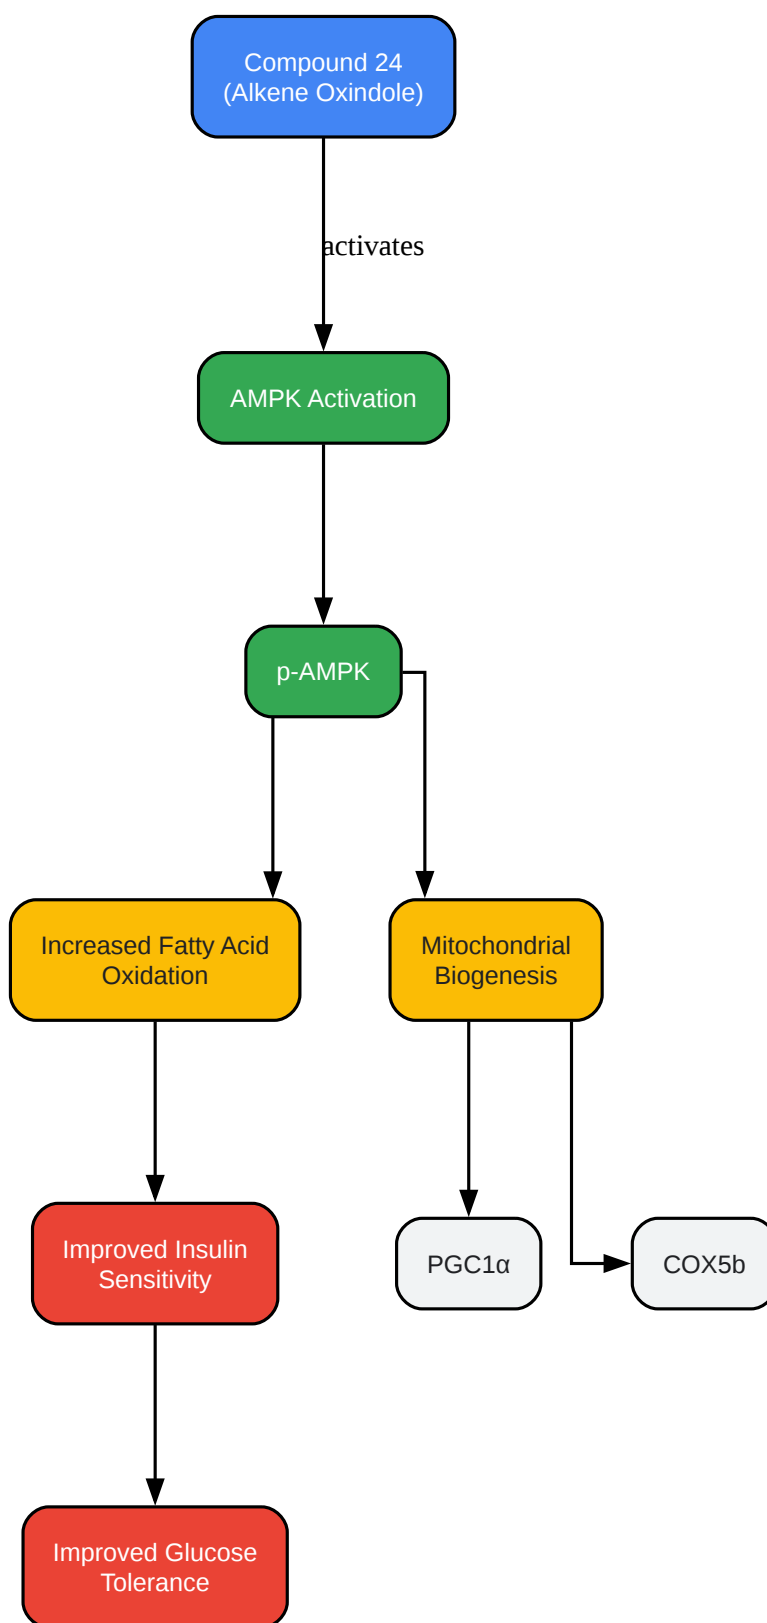 Compound 24
(Alkene Oxindole)
activates
AMPK Activation
p-AMPK
Increased Fatty Acid
Oxidation
Mitochondrial
Biogenesis
Improved Insulin
Sensitivity
PGC1α
COX5b
Improved Glucose
Tolerance